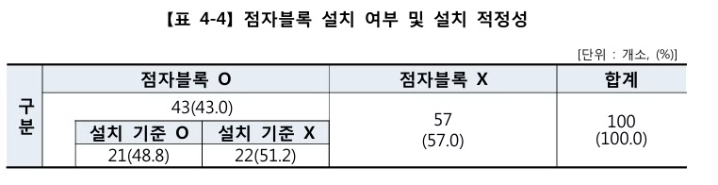 【표 4-4】 점자블록 설치 여부 및 설치 적정성
[단위 : 개소, (%)]
구분
점자블록 O
점자블록 X
합계
43(43.0)
57
(57.0)
100
(100.0)
설치 기준 O
설치 기준 X
21(48.8)
22(51.2)